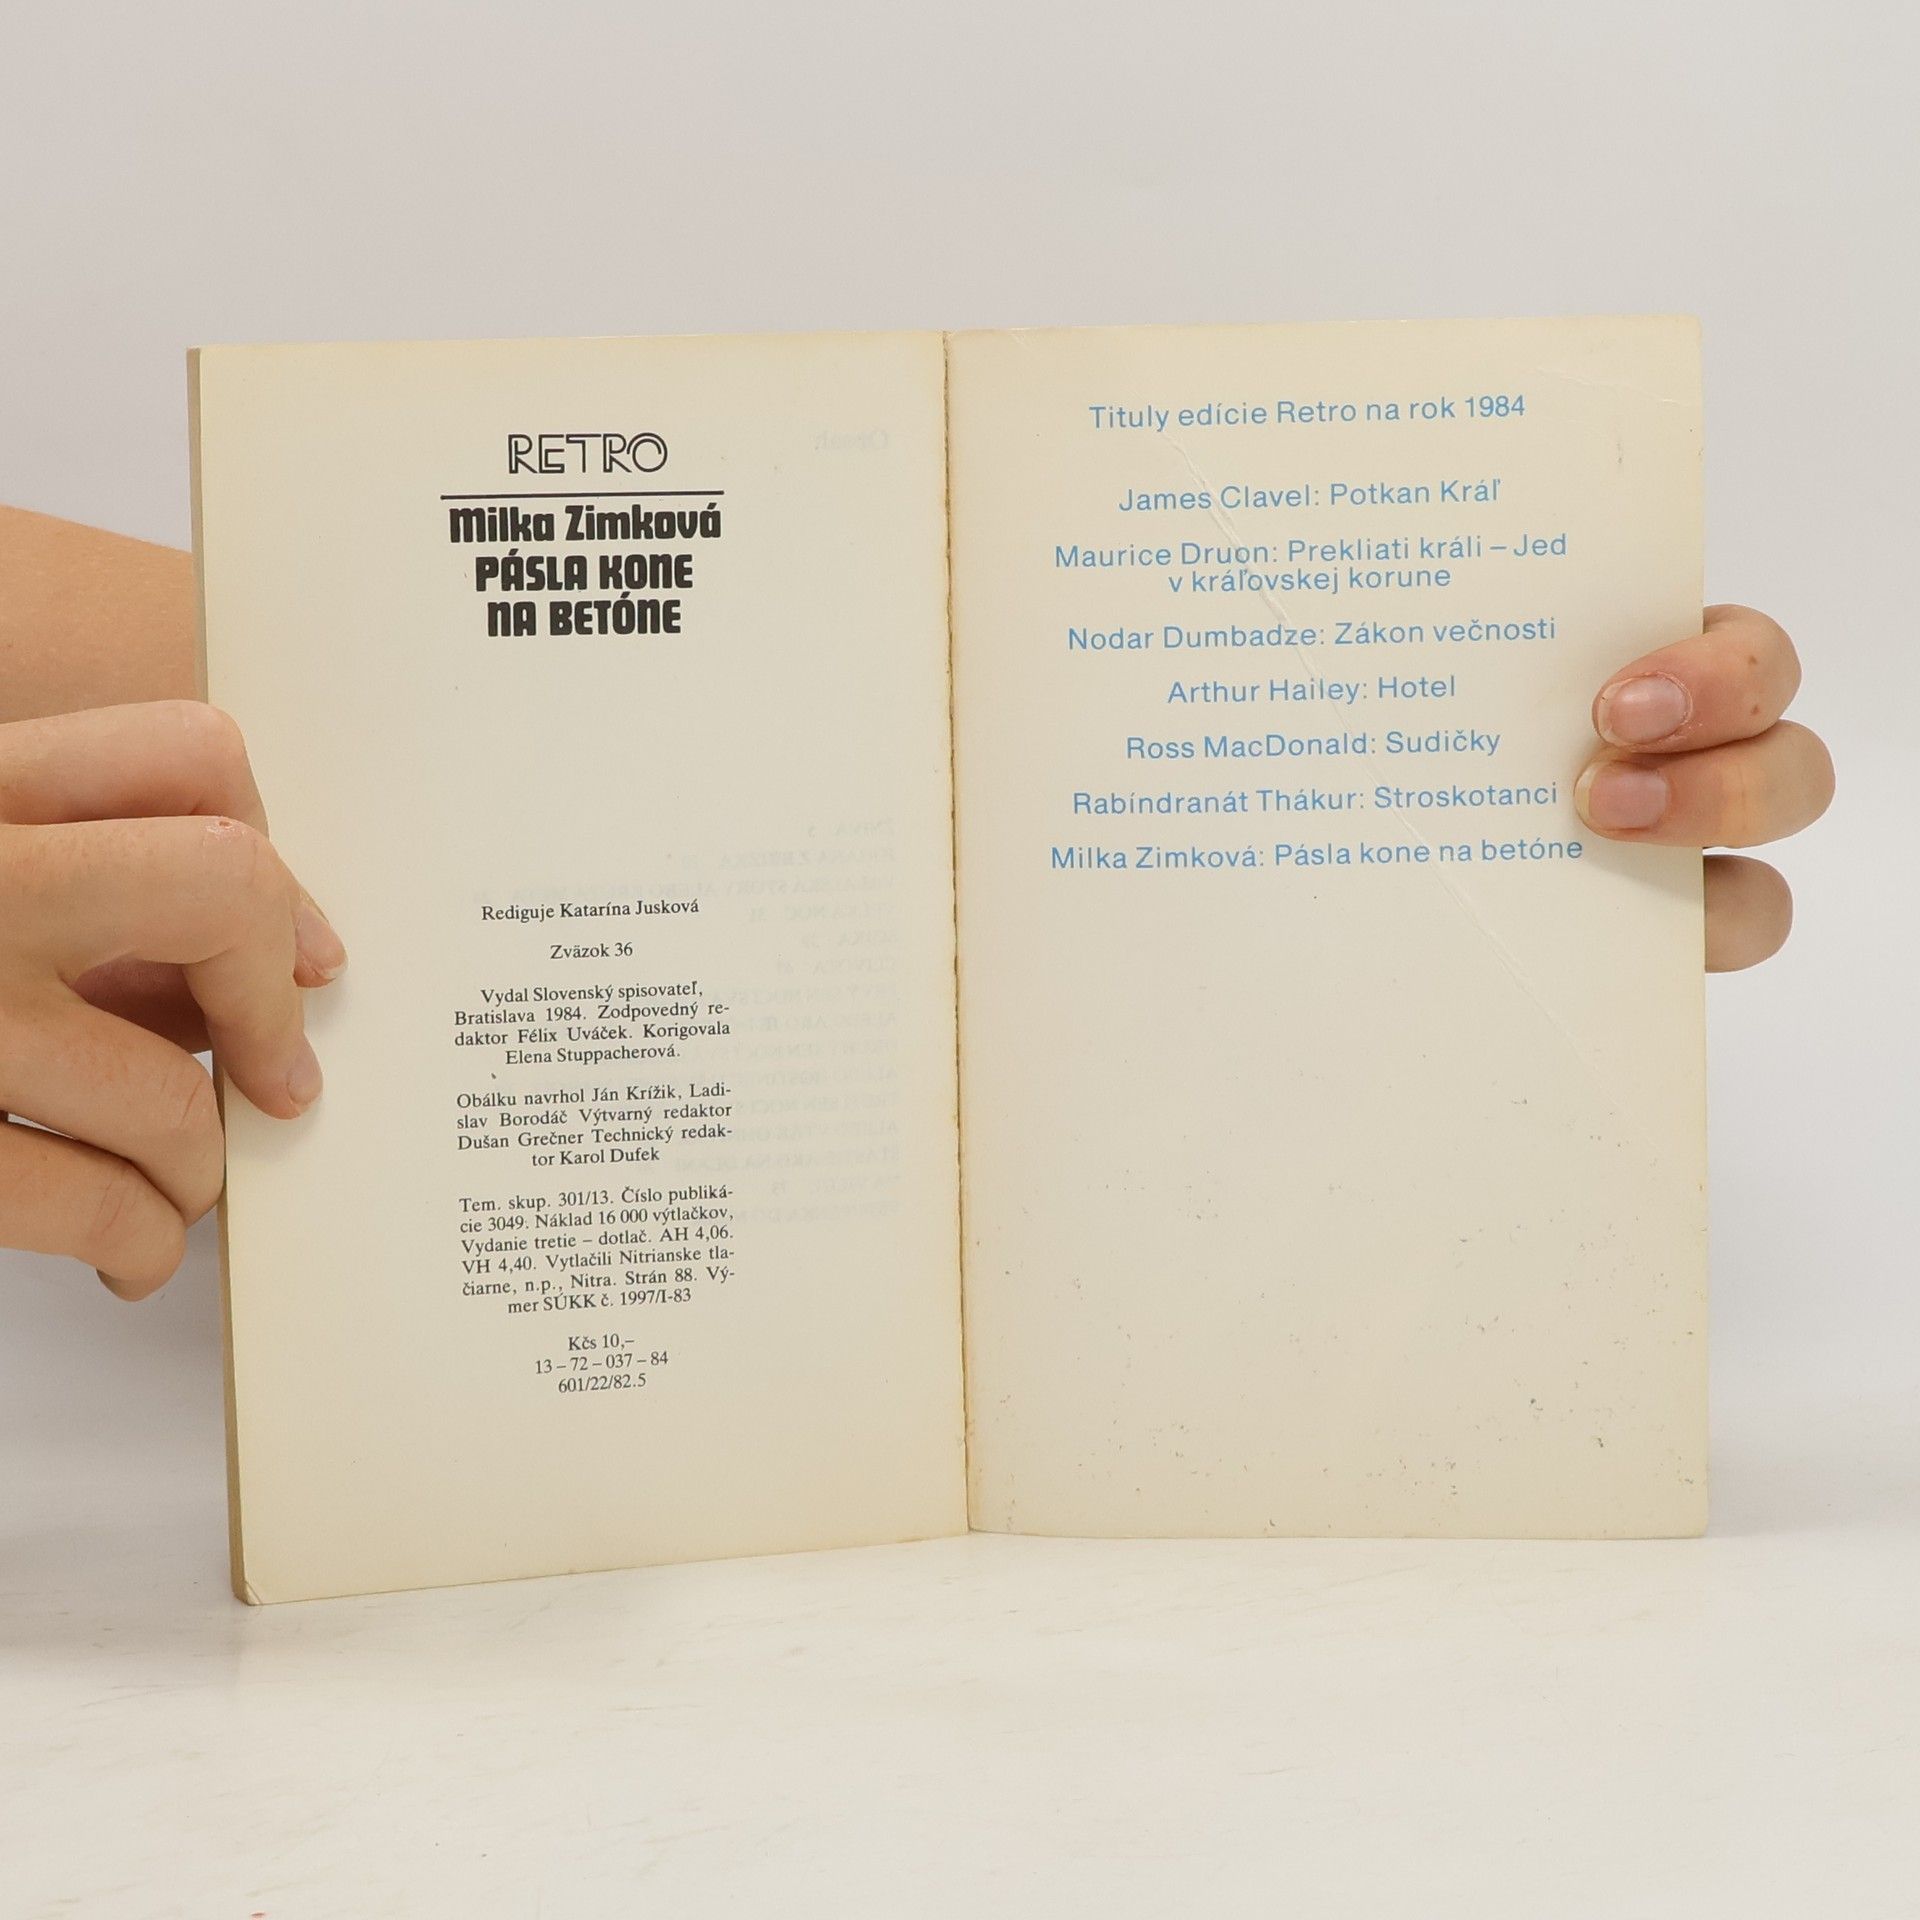 RETRO
Milka Zimková
PÁSLA KONE
NA BETÓNE
Rediguje Katarína Jusková
Zväzok 36
Vydal Slovenský spisovateľ,
Bratislava 1984. Zodpovedný re-
daktor Félix Uváček. Korigovala
Elena Stuppacherová.
Obálku navrhol Ján Krížik, Ladi-
slav Borodáč Výtvarný redaktor
Dušan Grečner Technický redak-
tor Karol Dufek
Tem. skup. 301/13. Číslo publiká-
cie 3049. Náklad 16 000 výtlačkov,
Vydanie tretie – dotlač. AH 4,06.
VH 4,40. Vytlačili Nitrianske tla-
čiarne, n.p., Nitra. Strán 88. Vý-
mer SÚKK č. 1997/I-83
Kčs 10,–
13 – 72 – 037 – 84
601/22/82.5
Tituly edície Retro na rok 1984
James Clavel: Potkan Kráľ
Maurice Druon: Prekliati králi – Jed
v kráľovskej korune
Nodar Dumbadze: Zákon večnosti
Arthur Hailey: Hotel
Ross MacDonald: Sudičky
Rabíndranát Thákur: Stroskotanci
Milka Zimková: Pásla kone na betóne